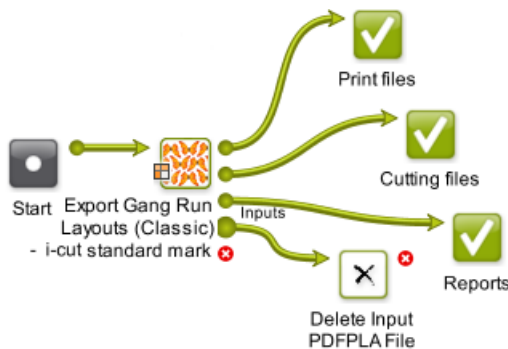 Print files
Cutting files
Start
Export Gang Run
Layouts (Classic)
- i-cut standard mark
Inputs
Reports
Delete Input
PDFPLA File